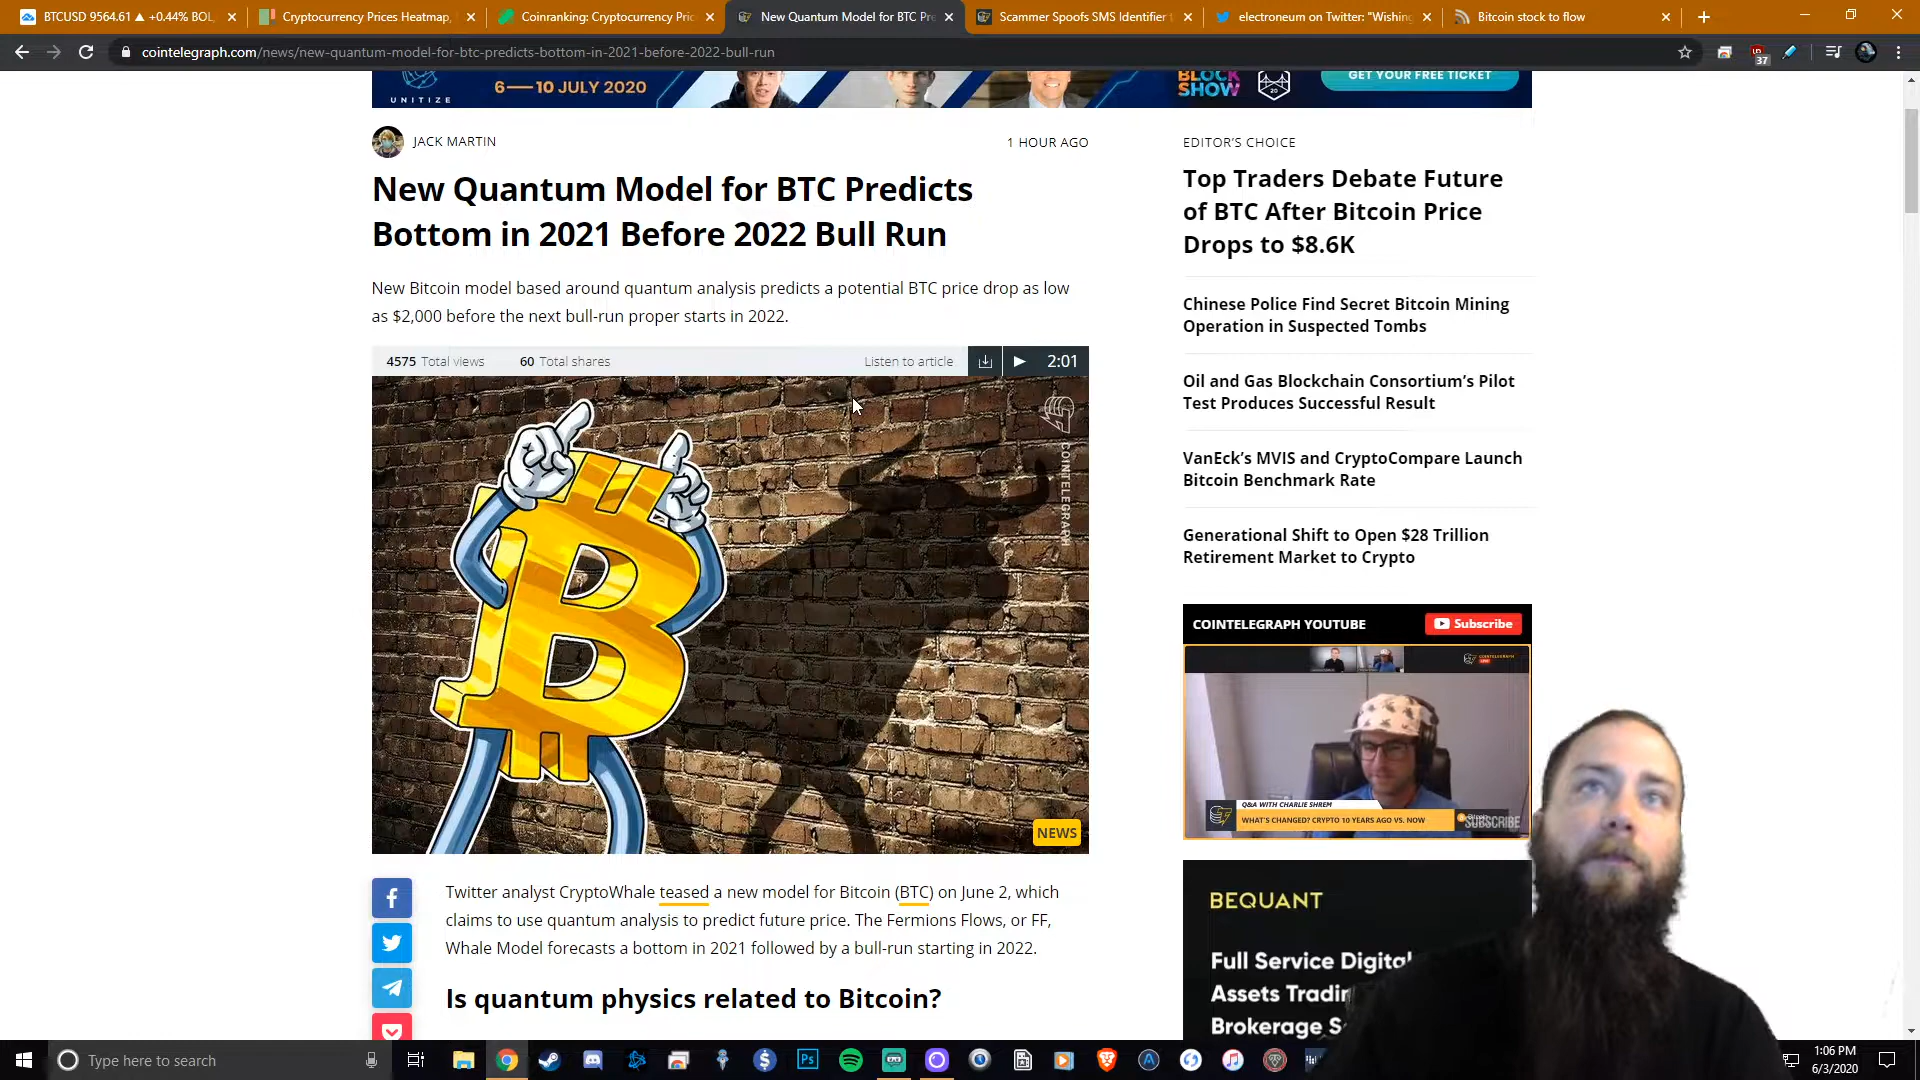 BTCUSD 9564.61 ▲ +0.44% BOL
Cryptocurrency Prices Heatmap,
Coinranking: Cryptocurrency Pric
New Quantum Model for BTC Pre
Scammer Spoofs SMS Identifier t
electroneum on Twitter: "Wishing
Bitcoin stock to flow
cointelegraph.com/news/new-quantum-model-for-btc-predicts-bottom-in-2021-before-2022-bull-run
37
UNITIZE
6—10 JULY 2020
BLOCK
SHOW
GET YOUR FREE TICKET
JACK MARTIN
1 HOUR AGO
New Quantum Model for BTC Predicts
Bottom in 2021 Before 2022 Bull Run
New Bitcoin model based around quantum analysis predicts a potential BTC price drop as low
as $2,000 before the next bull-run proper starts in 2022.
4575 Total views
60 Total shares
Listen to article
2:01
COINTELEGRAPH
NEWS
Twitter analyst CryptoWhale teased a new model for Bitcoin (BTC) on June 2, which
claims to use quantum analysis to predict future price. The Fermions Flows, or FF,
Whale Model forecasts a bottom in 2021 followed by a bull-run starting in 2022.
Is quantum physics related to Bitcoin?
EDITOR'S CHOICE
Top Traders Debate Future
of BTC After Bitcoin Price
Drops to $8.6K
Chinese Police Find Secret Bitcoin Mining
Operation in Suspected Tombs
Oil and Gas Blockchain Consortium's Pilot
Test Produces Successful Result
VanEck's MVIS and CryptoCompare Launch
Bitcoin Benchmark Rate
Generational Shift to Open $28 Trillion
Retirement Market to Crypto
COINTELEGRAPH YOUTUBE
Subscribe
Q&A WITH CHARLIE SHREM
WHAT'S CHANGED? CRYPTO 10 YEARS AGO VS. NOW
SUBSCRIBE
BEQUANT
Full Service Digital
Assets Tradin
Brokerage S
Type here to search
Ps
1:06 PM
6/3/2020